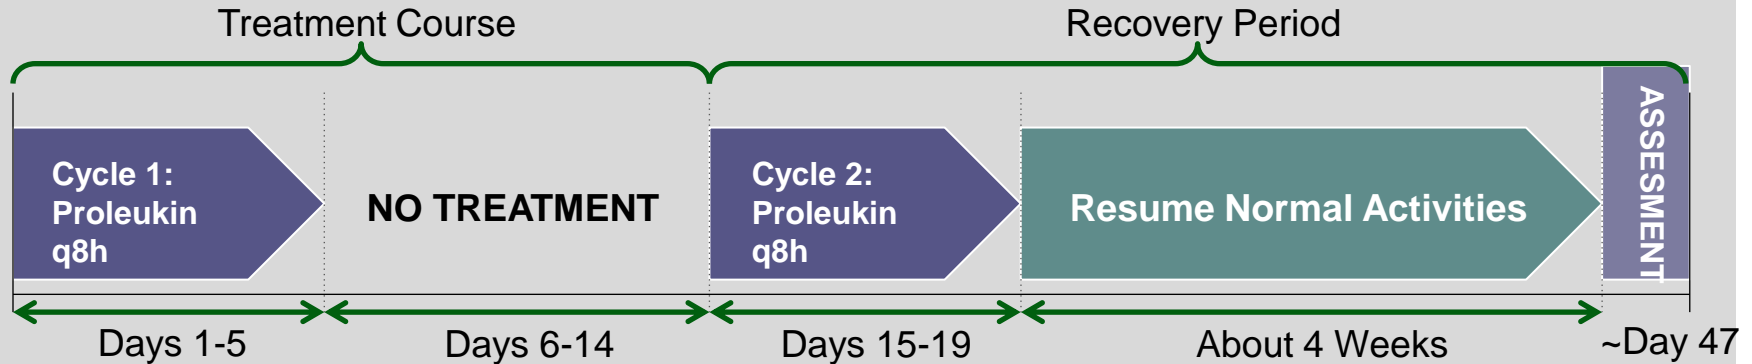 Treatment Course
Recovery Period
Cycle 1:
Proleukin
q8h
NO TREATMENT
Cycle 2:
Proleukin
q8h
Resume Normal Activities
ASSESSMENT
Days 1-5
Days 6-14
Days 15-19
About 4 Weeks
~Day 47